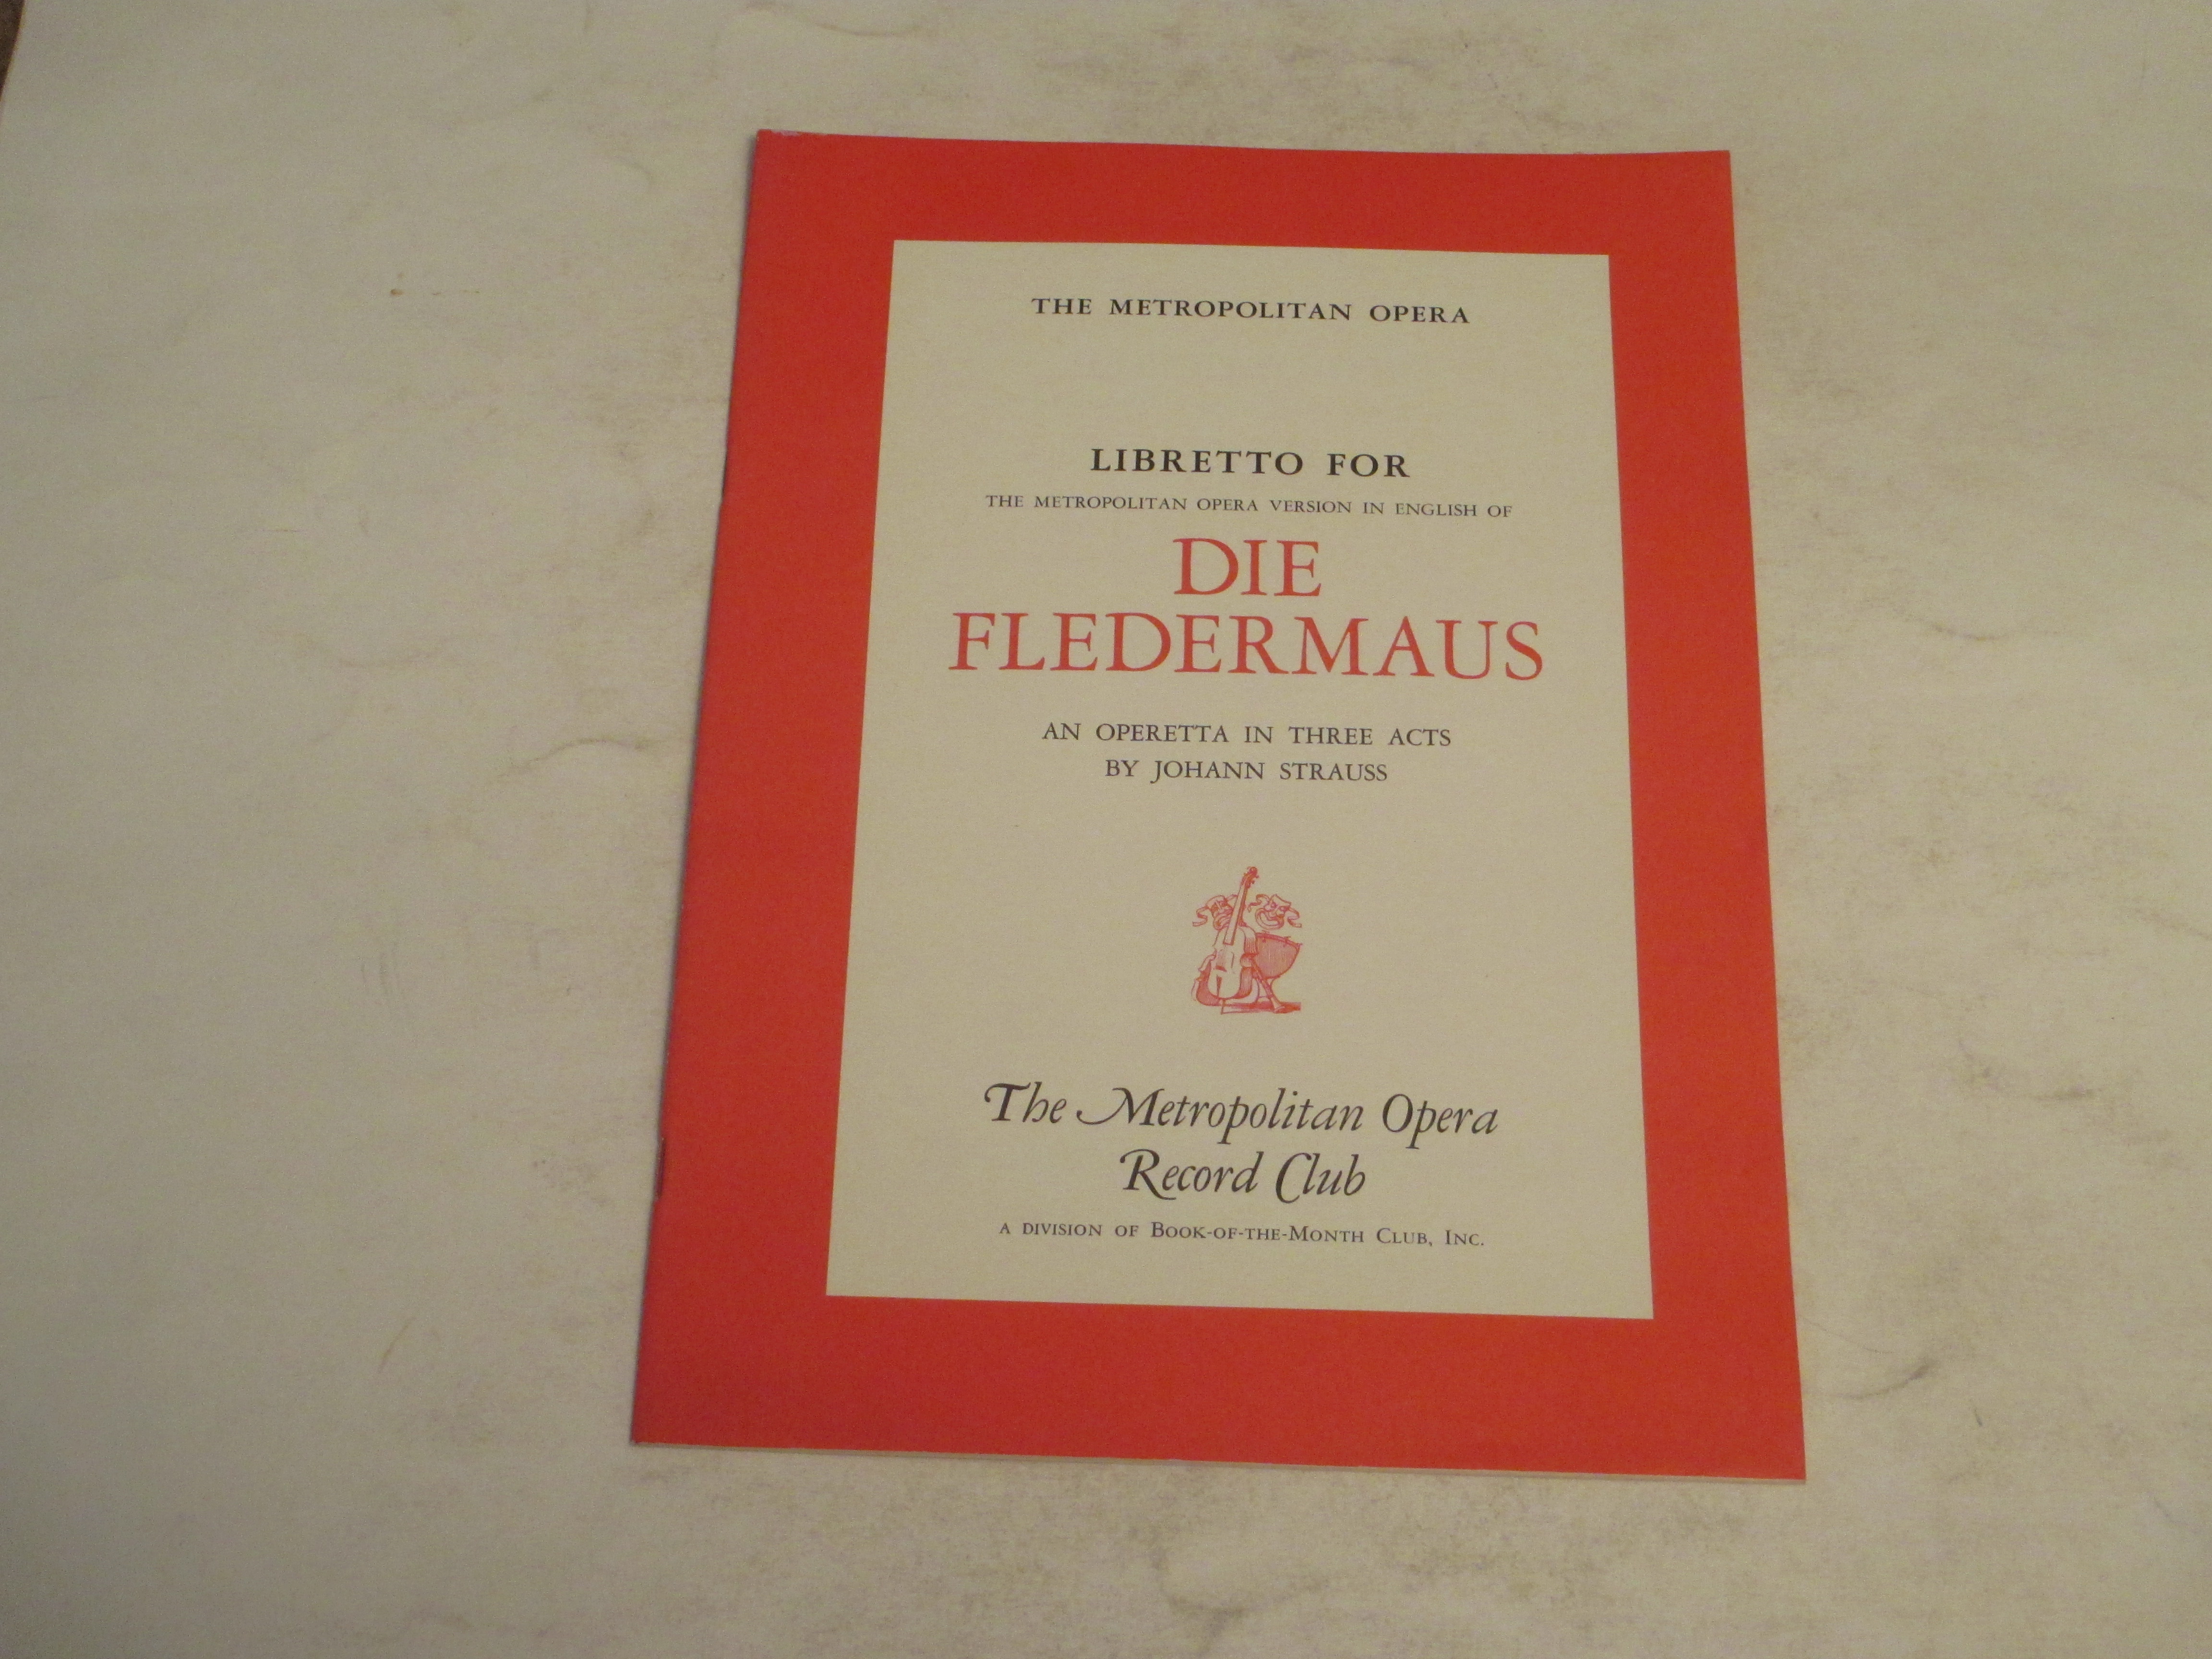 THE METROPOLITAN OPERA
LIBRETTO FOR
THE METROPOLITAN OPERA VERSION IN ENGLISH OF
DIE
FLEDERMAUS
AN OPERETTA IN THREE ACTS
BY JOHANN STRAUSS
The Metropolitan Opera
Record Club
A DIVISION OF BOOK-OF-THE-MONTH CLUB, INC.